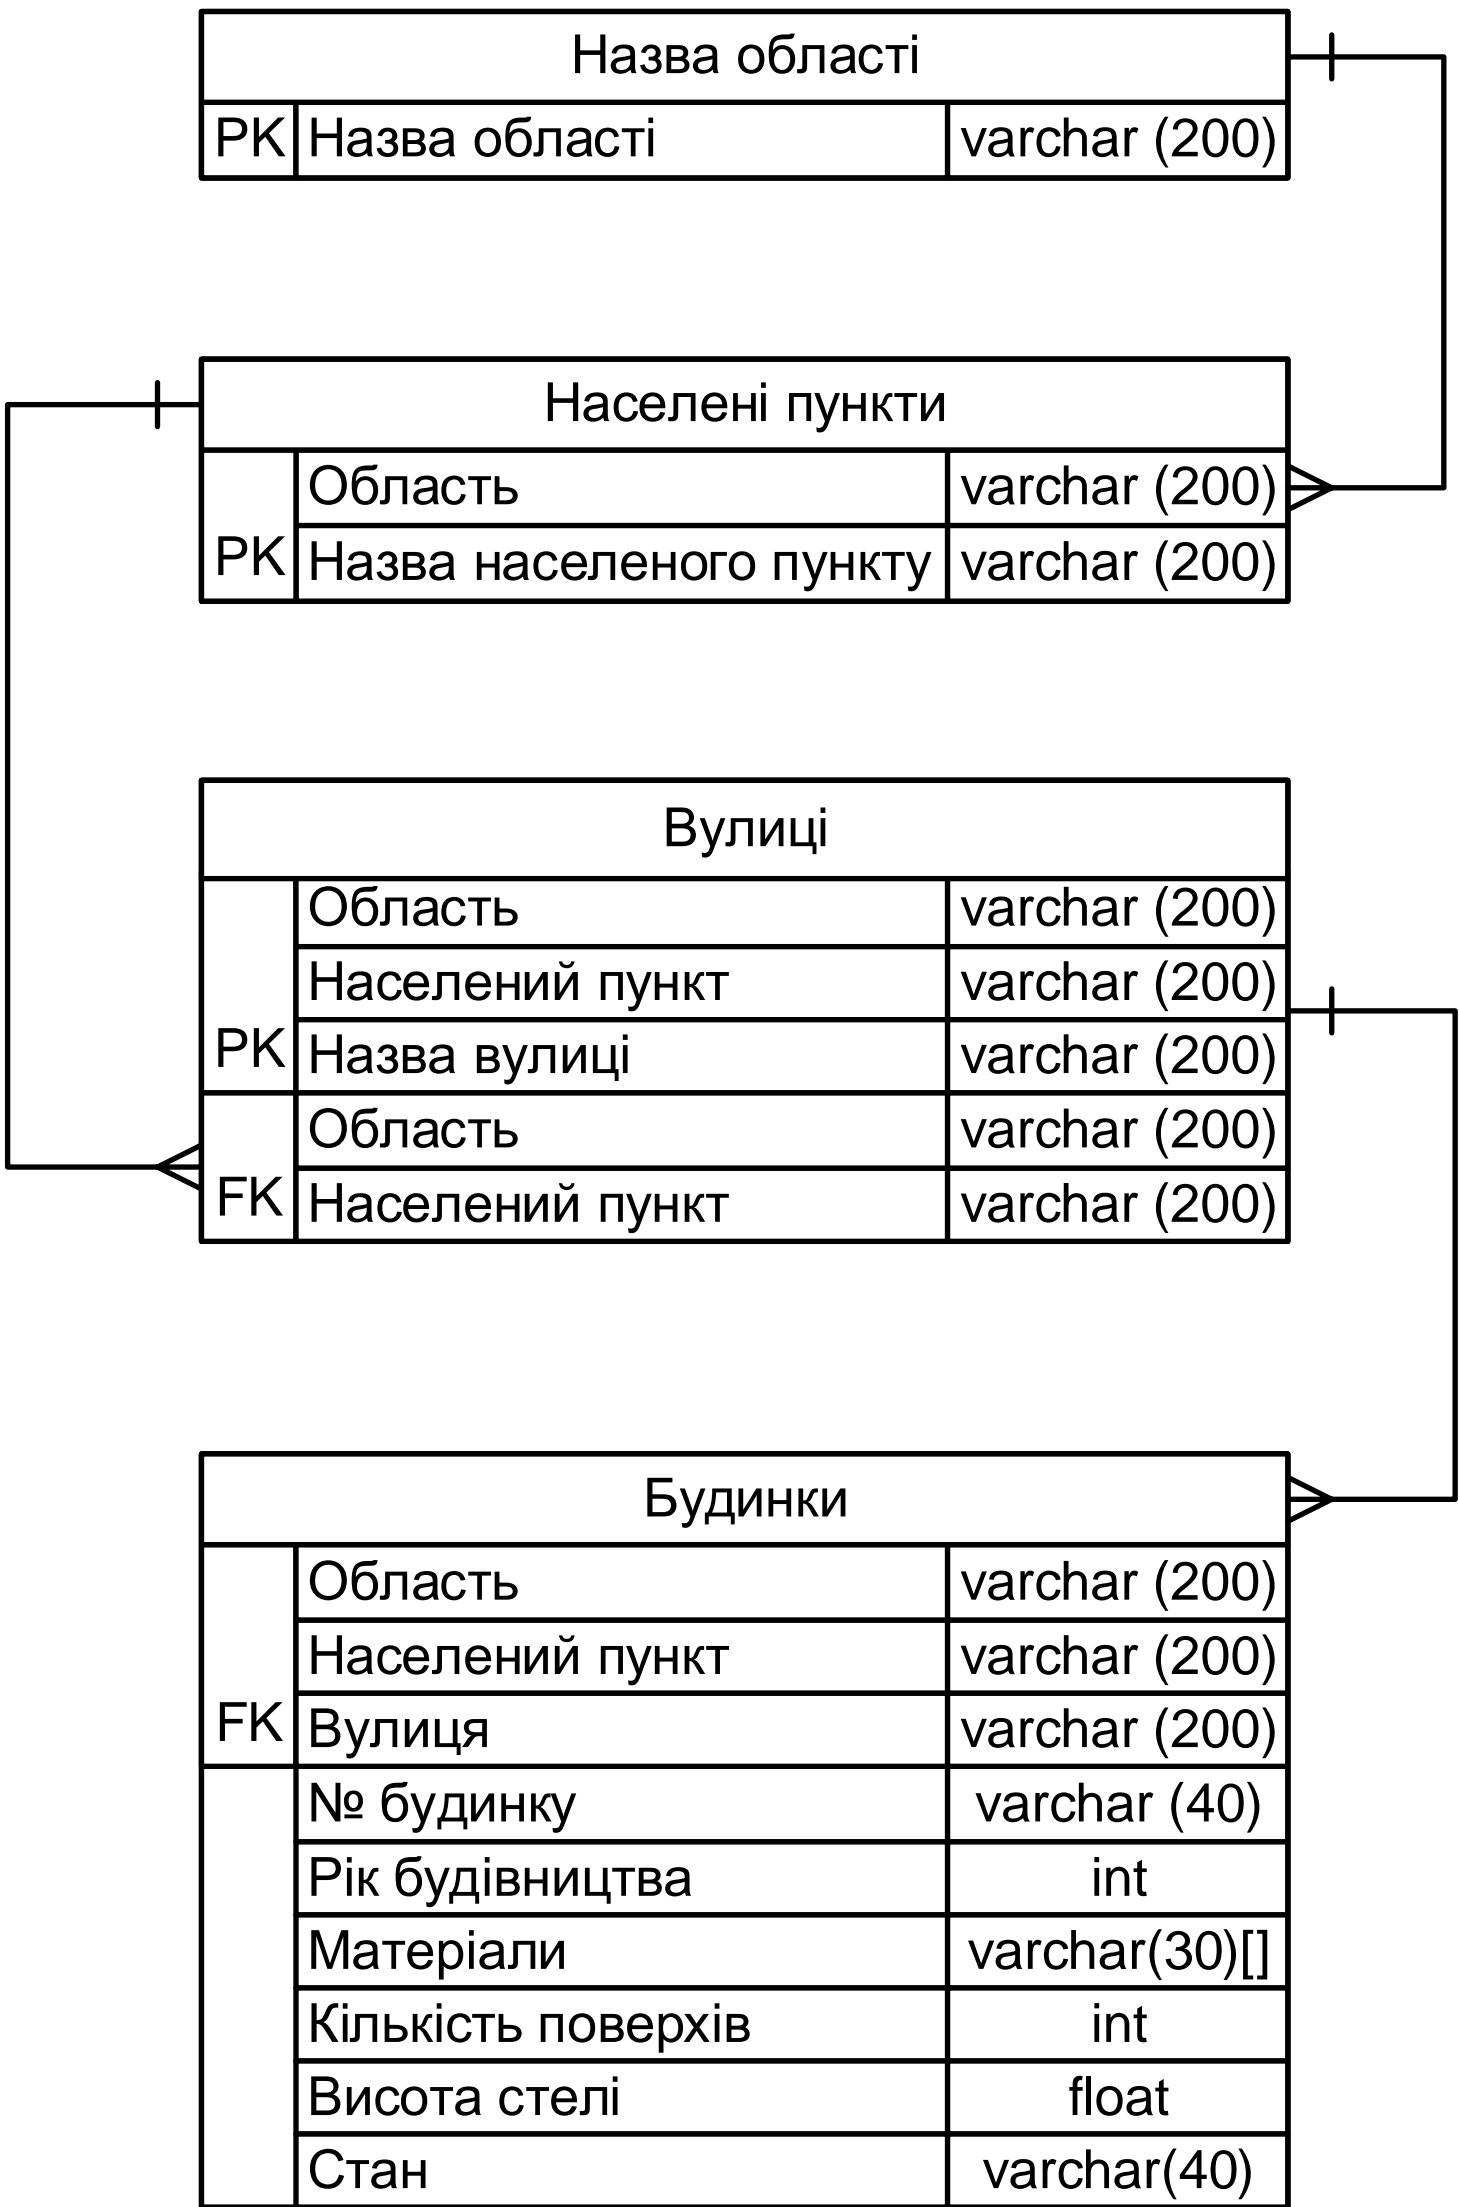 Назва області
PK Назва області varchar (200)
Населені пункти
Область varchar (200)
PK Назва населеного пункту varchar (200)
Вулиці
Область varchar (200)
Населений пункт varchar (200)
PK Назва вулиці varchar (200)
Область varchar (200)
FK Населений пункт varchar (200)
Будинки
Область varchar (200)
Населений пункт varchar (200)
FK Вулиця varchar (200)
№ будинку varchar (40)
Рік будівництва int
Матеріали varchar(30)[]
Кількість поверхів int
Висота стелі float
Стан varchar(40)